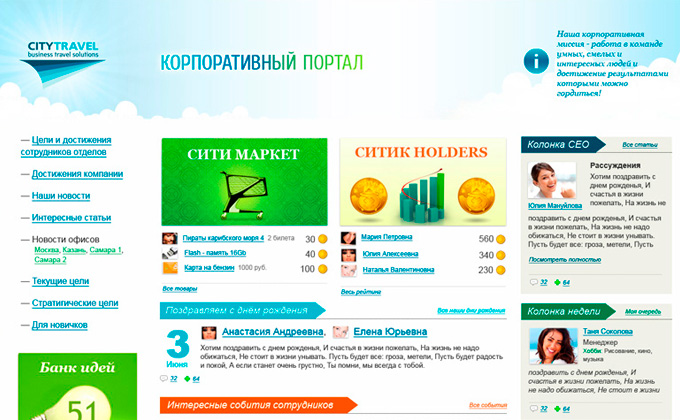 CITYTRAVEL
business travel solutions
КОРПОРАТИВНЫЙ ПОРТАЛ
Наша корпоративная
миссия - работа в команде
умных, смелых и
интересных людей и
достижение результатами
которыми можно
гордиться!
— Цели и достижения
сотрудников отделов
— Достижения компании
— Наши новости
— Интересные статьи
— Новости офисов
Москва, Казань, Самара 1,
Самара 2
— Текущие цели
— Стратигические цели
— Для новичков
Банк идей
51
СИТИ МАРКЕТ
Пираты карибского моря 4 2 билета 30
Flash - память 16Gb 40
Карта на бензин 1000 руб. 100
Все товары
СИТИК HOLDERS
Мария Петровна 560
Юлия Алексеевна 340
Наталья Валентиновна 230
Весь рейтинг
Поздравляем с днём рождения
Все наши дни рождения
3
Июня
Анастасия Андреевна, Елена Юрьевна
Хотим поздравить с днем рожденья, И счастья в жизни пожелать, На жизнь не надо
обижаться, Не стоит в жизни унывать. Пусть будет все: гроза, метели, Пусть будет радость
и покой, А если станет очень грустно, Ты помни, мы всегда с тобой.
32 64
Интересные события сотрудников
Все события
Колонка CEO
Все статьи
Юлия Мануйлова
Рассуждения
Хотим поздравить с
днем рожденья, И
счастья в жизни
пожелать, На жизнь не
надо
поздравить с днем рожденья, И счастья
в жизни пожелать, На жизнь не надо
обижаться, Не стоит в жизни унывать.
Пусть будет все: гроза, метели, Пусть
Посмотреть полностью
32 64
Колонка недели
Моя очередь
Таня Соколова
Менеджер
Хобби: Рисование, кино,
музыка
поздравить с днем рожденья, И счастья
в жизни пожелать, На жизнь не надо
обижаться, Не стоит в жизни унывать.
32 64